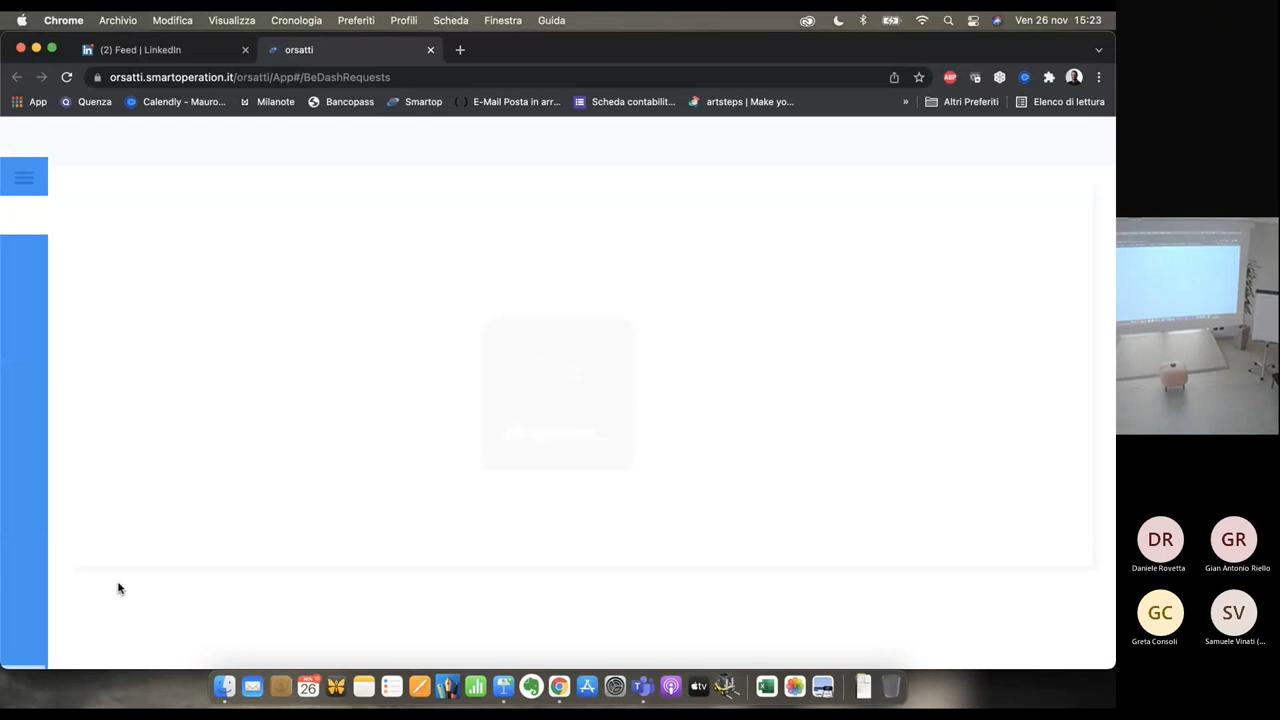 Chrome Archivio Modifica Visualizza Cronologia Preferiti Profili Scheda Finestra Guida Ven 26 nov 15:23
(2) Feed | LinkedIn orsatti
orsatti.smartoperation.it/orsatti/App#/BeDashRequests
App Quenza Calendly - Mauro... Milanote Bancopass Smartop E-Mail Posta in arr... Scheda contabilit... artsteps | Make yo... » Altri Preferiti Elenco di lettura
DR GR
Daniele Rovetta Gian Antonio Riello
GC SV
Greta Consoli Samuele Vinati (...
NOV
26
tv